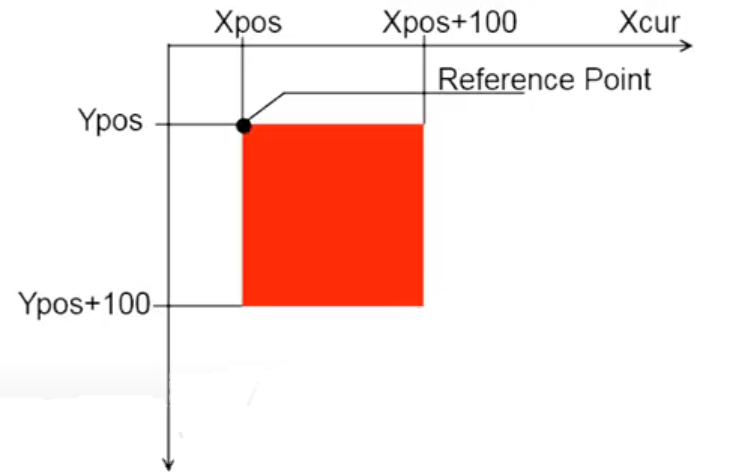 Xpos Xpos+100 Xcur
Reference Point
Ypos
Ypos+100